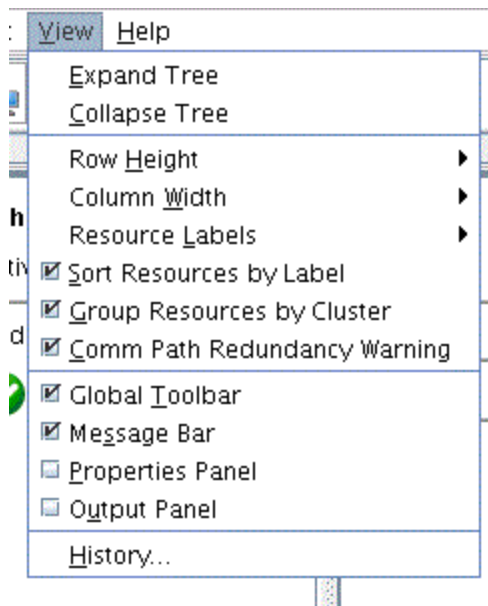 View Help
Expand Tree
Collapse Tree
Row Height
Column Width
Resource Labels
h
Sort Resources by Label
tiv
Group Resources by Cluster
d
Comm Path Redundancy Warning
Global Toolbar
Message Bar
Properties Panel
Output Panel
History...